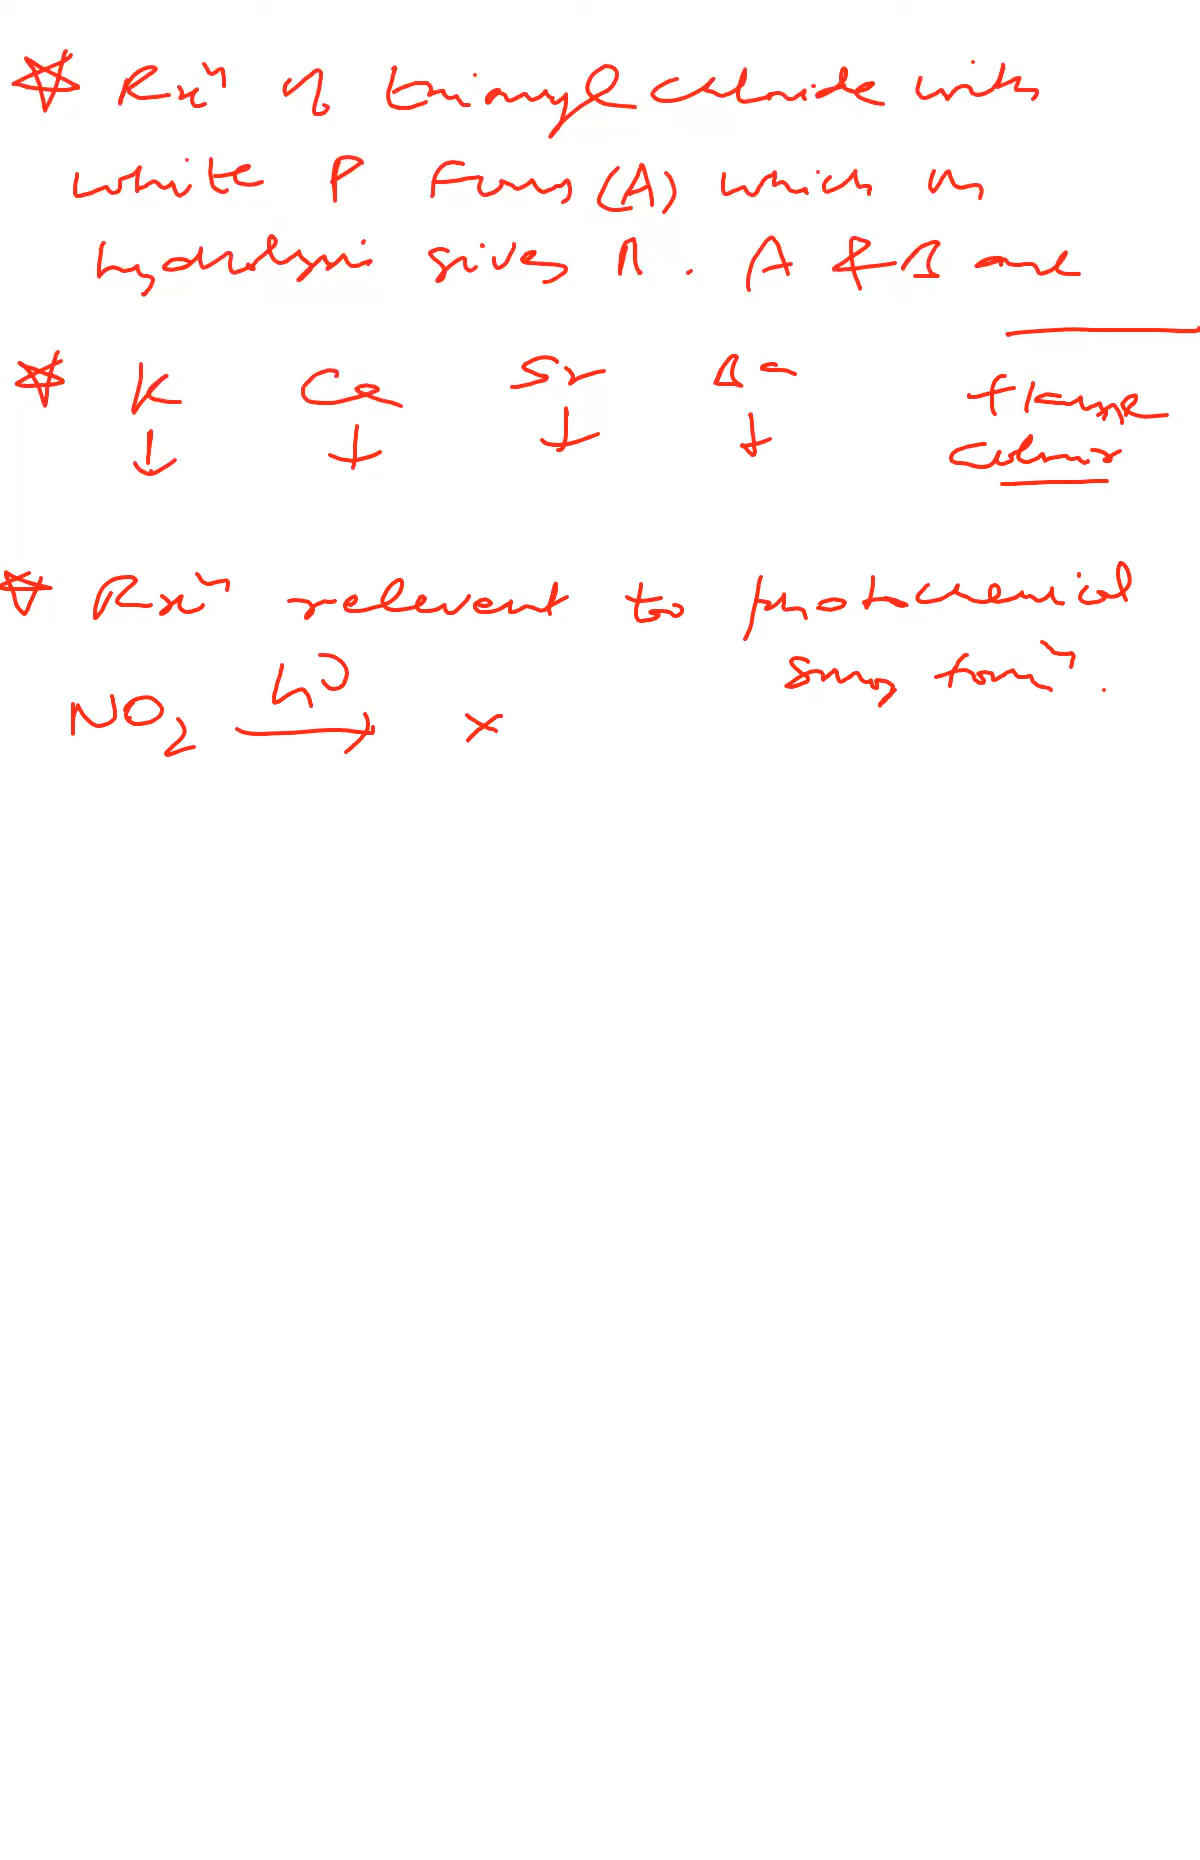 ☆ Rxⁿ of thionyl chloride with
white P Forms (A) which on
hydrolysis gives B. A & B are
☆ K Ca Sr Ba
Flame
colour
☆ Rxⁿ relevent to photochemical
smog formⁿ.
NO₂ hν → x